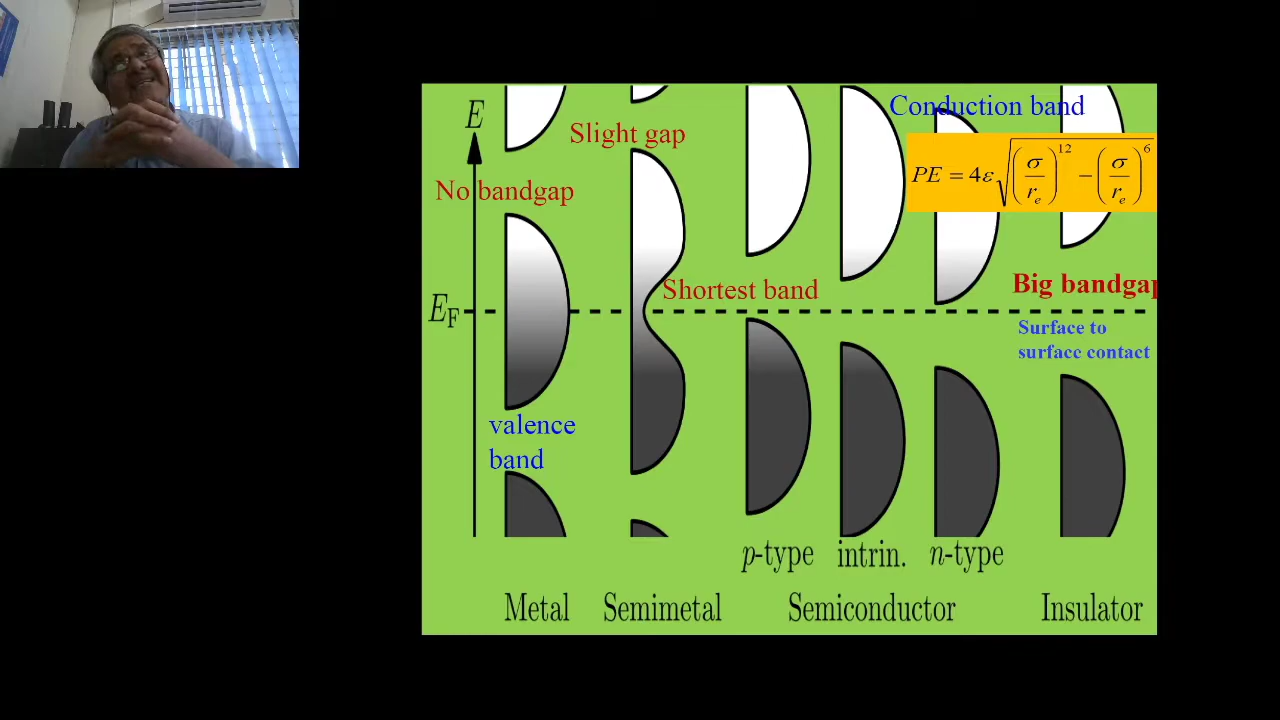 E
Conduction band
Slight gap
PE = 4ε√((σ/rₑ)¹² − (σ/rₑ)⁶)
No bandgap
Big bandgap
Shortest band
E_F
Surface to
surface contact
valence
band
p-type intrin. n-type
Metal Semimetal Semiconductor Insulator